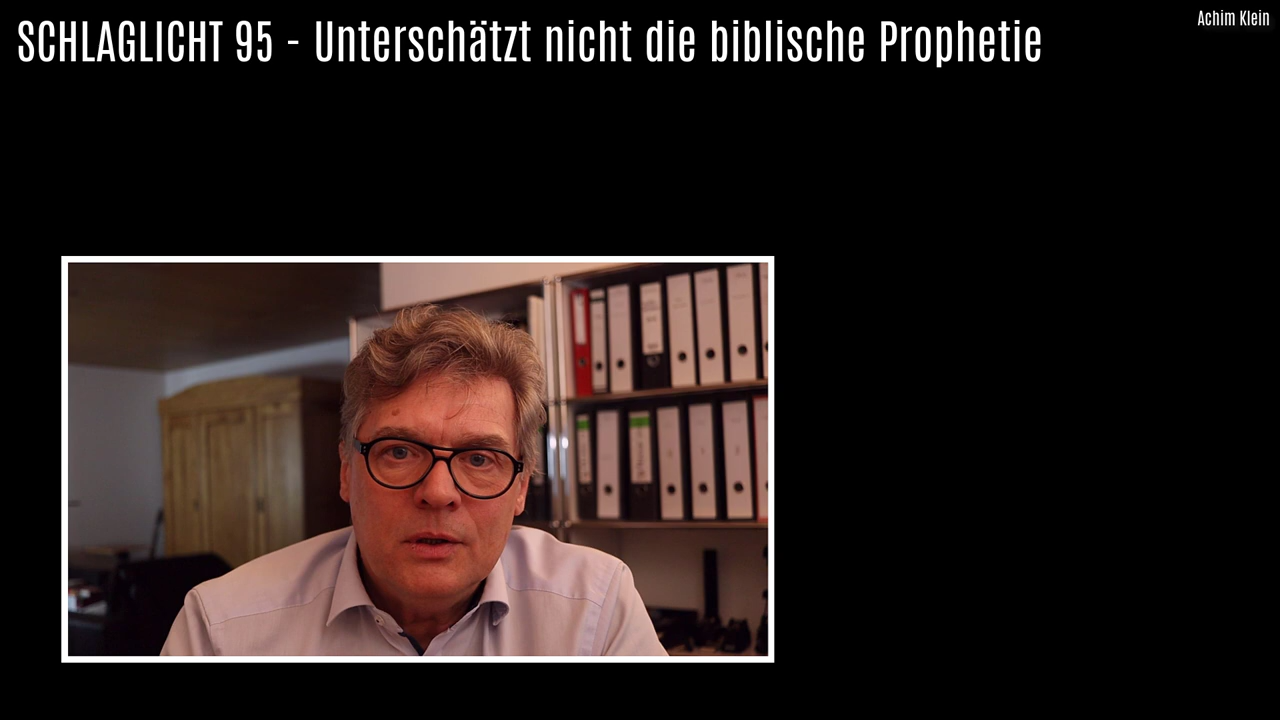 SCHLAGLICHT 95 - Unterschätzt nicht die biblische Prophetie
Achim Klein